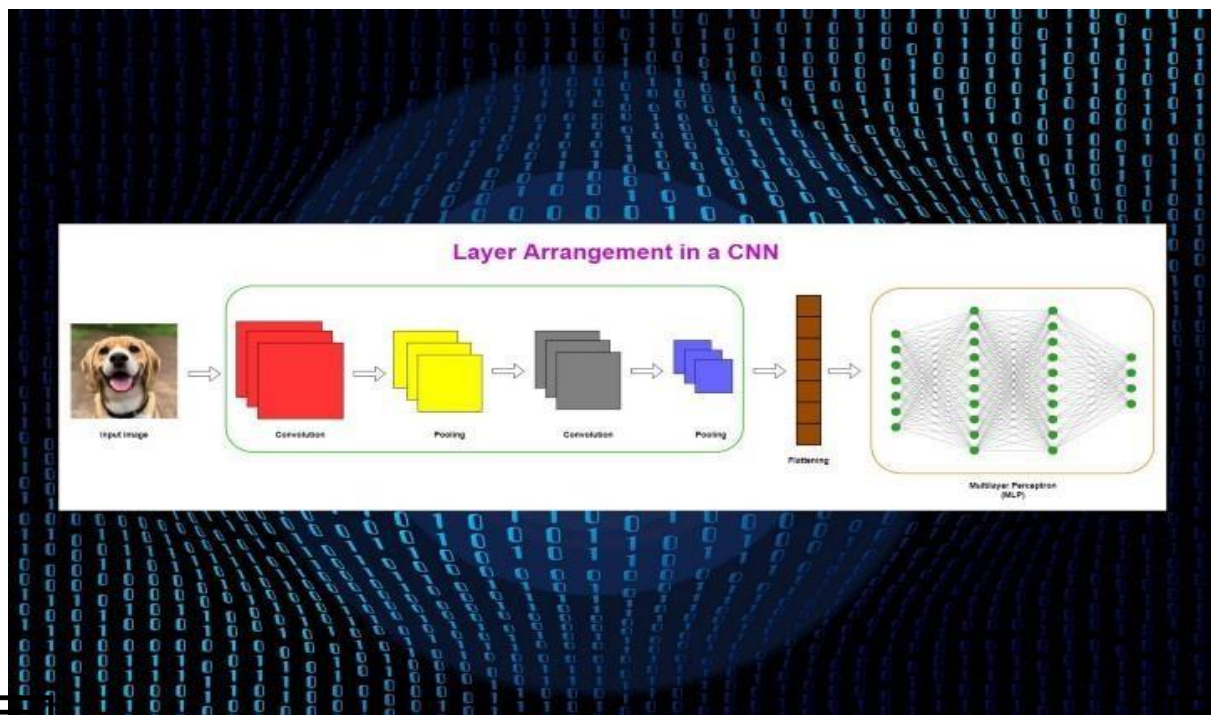 Layer Arrangement in a CNN
Input Image
Convolution
Pooling
Convolution
Pooling
Flattening
Multilayer Perceptron
(MLP)